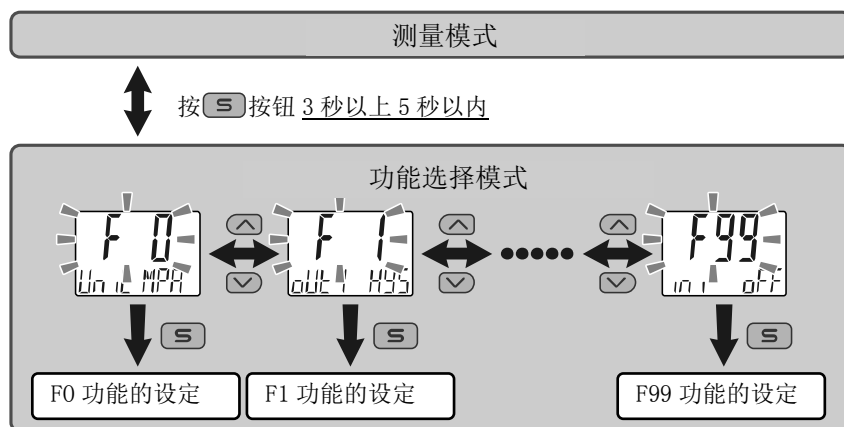 测量模式
按 S 按钮 3 秒以上 5 秒以内
功能选择模式
F 0
Unit MPA
F 1
oUt1 HYS
F99
ini oFF
S
S
S
F0 功能的设定
F1 功能的设定
F99 功能的设定